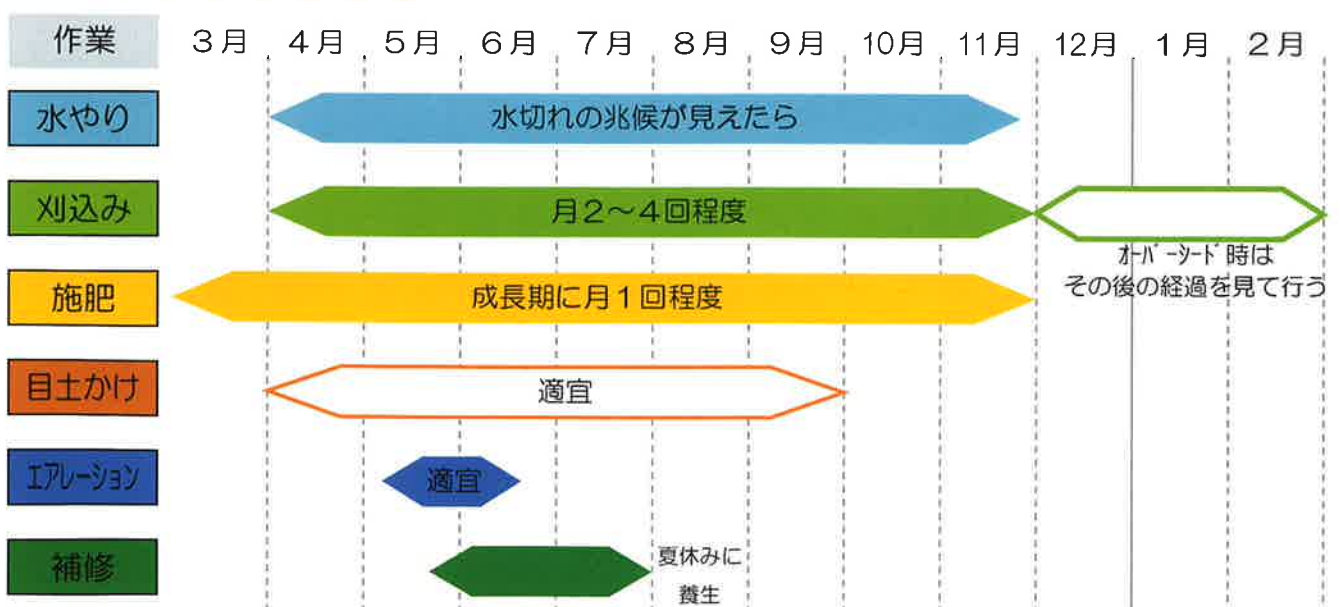 作業 3月 4月 5月 6月 7月 8月 9月 10月 11月 12月 1月 2月
水やり 水切れの兆候が見えたら
刈込み 月2〜4回程度
ｵｰﾊﾞｰｼｰﾄﾞ時は
その後の経過を見て行う
施肥 成長期に月1回程度
目土かけ 適宜
ｴｱﾚｰｼｮﾝ 適宜
補修 夏休みに
養生